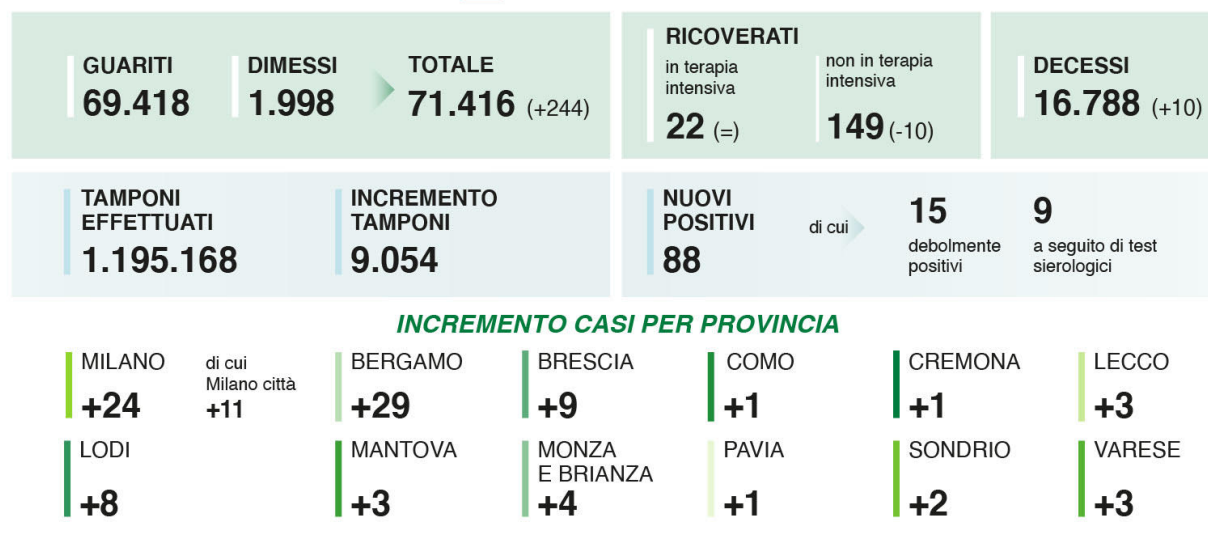 GUARITI
69.418
DIMESSI
1.998
TOTALE
71.416 (+244)
RICOVERATI
in terapia
intensiva
22 (=)
non in terapia
intensiva
149 (-10)
DECESSI
16.788 (+10)
TAMPONI
EFFETTUATI
1.195.168
INCREMENTO
TAMPONI
9.054
NUOVI
POSITIVI
88
di cui
15
debolmente
positivi
9
a seguito di test
sierologici
INCREMENTO CASI PER PROVINCIA
MILANO
+24
di cui
Milano città
+11
BERGAMO
+29
BRESCIA
+9
COMO
+1
CREMONA
+1
LECCO
+3
LODI
+8
MANTOVA
+3
MONZA
E BRIANZA
+4
PAVIA
+1
SONDRIO
+2
VARESE
+3